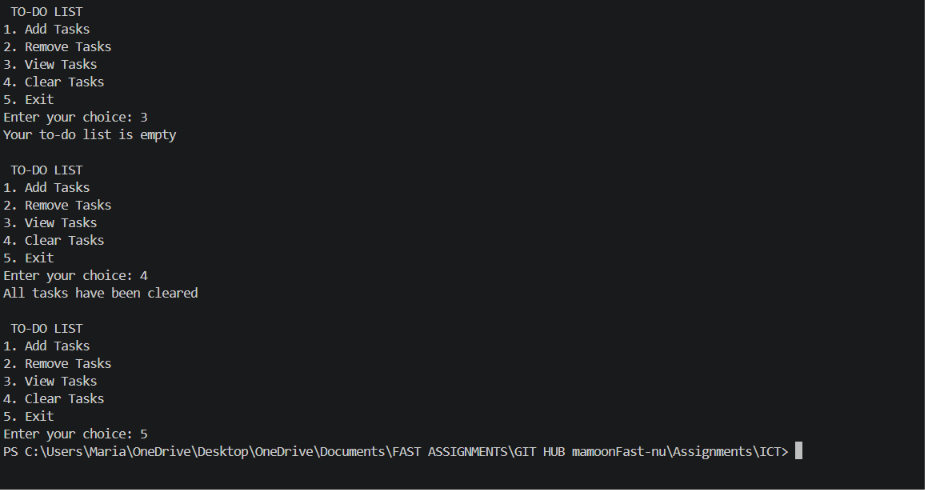 TO-DO LIST
1. Add Tasks
2. Remove Tasks
3. View Tasks
4. Clear Tasks
5. Exit
Enter your choice: 3
Your to-do list is empty
TO-DO LIST
1. Add Tasks
2. Remove Tasks
3. View Tasks
4. Clear Tasks
5. Exit
Enter your choice: 4
All tasks have been cleared
TO-DO LIST
1. Add Tasks
2. Remove Tasks
3. View Tasks
4. Clear Tasks
5. Exit
Enter your choice: 5
PS C:\Users\Maria\OneDrive\Desktop\OneDrive\Documents\FAST ASSIGNMENTS\GIT HUB mamoonFast-nu\Assignments\ICT>